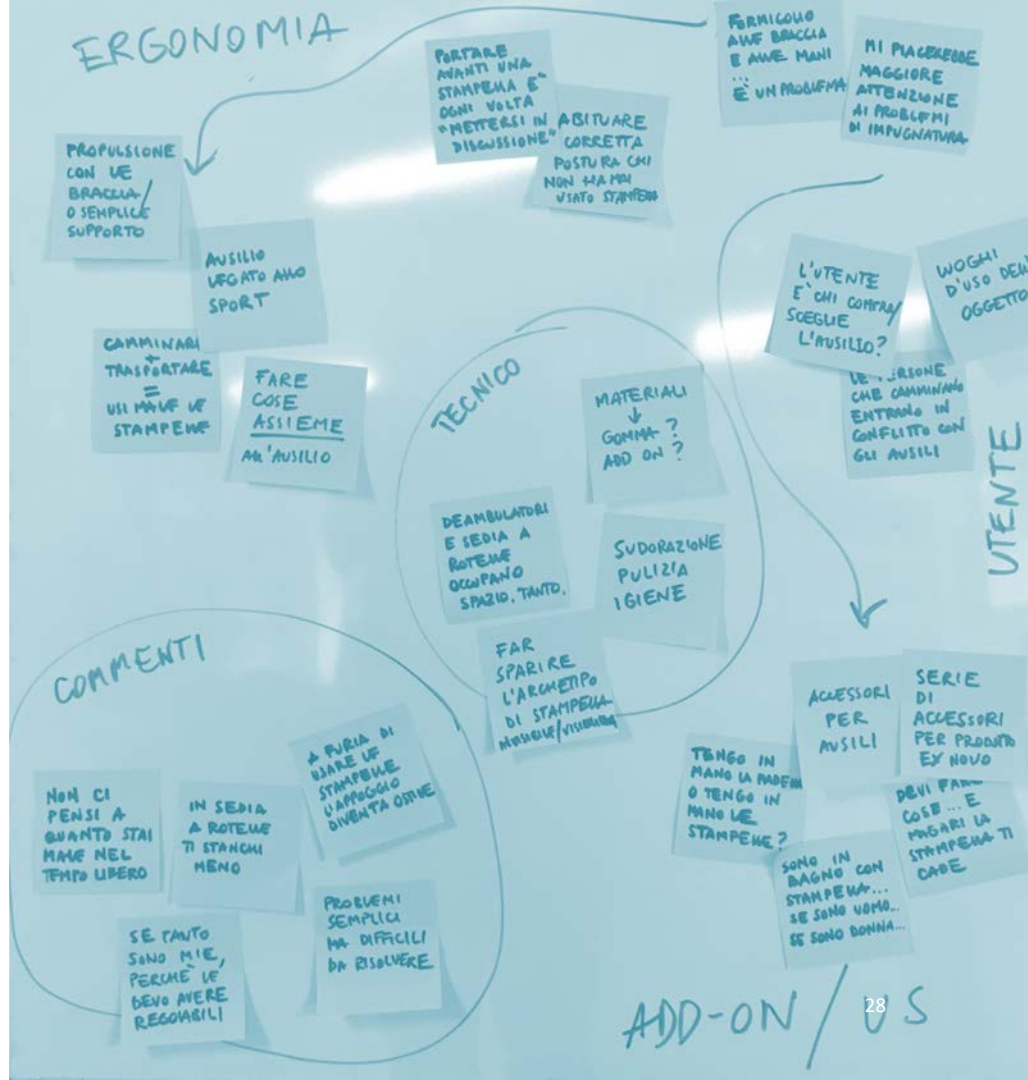 ERGONOMIA
PORTARE
AVANTI UNA
STAMPELLA E'
OGNI VOLTA
"METTERSI IN
DISCUSSIONE"
ABITUARE
CORRETTA
POSTURA CHI
NON HA MAI
USATO STAMPELLA
FORMICOLIO
ALLE BRACCIA
E ALLE MANI
...
È UN PROBLEMA
MI PIACEREBBE
MAGGIORE
ATTENZIONE
AI PROBLEMI
DI IMPUGNATURA
PROPULSIONE
CON LE
BRACCIA/
O SEMPLICE
SUPPORTO
AUSILIO
LEGATO ALLO
SPORT
CAMMINARE
+
TRASPORTARE
=
USI MALE LE
STAMPELLE
FARE
COSE
ASSIEME
ALL'AUSILIO
L'UTENTE
E' CHI COMPRA/
SCEGLIE
L'AUSILIO?
LUOGHI
D'USO DELL'
OGGETTO
LE PERSONE
CHE CAMMINANO
ENTRANO IN
CONFLITTO CON
GLI AUSILI
UTENTE
TECNICO
MATERIALI
↓
GOMMA ?
ADD ON ?
DEAMBULATORI
E SEDIA A
ROTELLE
OCCUPANO
SPAZIO. TANTO.
SUDORAZIONE
PULIZIA
IGIENE
FAR
SPARIRE
L'ARCHETIPO
DI STAMPELLA
COMMENTI
NON CI
PENSI A
QUANTO STAI
MALE NEL
TEMPO LIBERO
IN SEDIA
A ROTELLE
TI STANCHI
MENO
A FURIA DI
USARE LE
STAMPELLE
L'APPOGGIO
DIVENTA OSTILE
SE TANTO
SONO MIE,
PERCHÈ LE
DEVO AVERE
REGOLABILI
PROBLEMI
SEMPLICI
MA DIFFICILI
DA RISOLVERE
ACCESSORI
PER
AUSILI
SERIE
DI
ACCESSORI
PER PRODOTTO
EX NOVO
TENGO IN
MANO LA PADELLA
O TENGO IN
MANO LE
STAMPELLE?
DEVI FARE
COSE... E
MAGARI LA
STAMPELLA TI
CADE
SONO IN
BAGNO CON
STAMPELLA...
SE SONO UOMO...
SE SONO DONNA...
ADD-ON / US
28